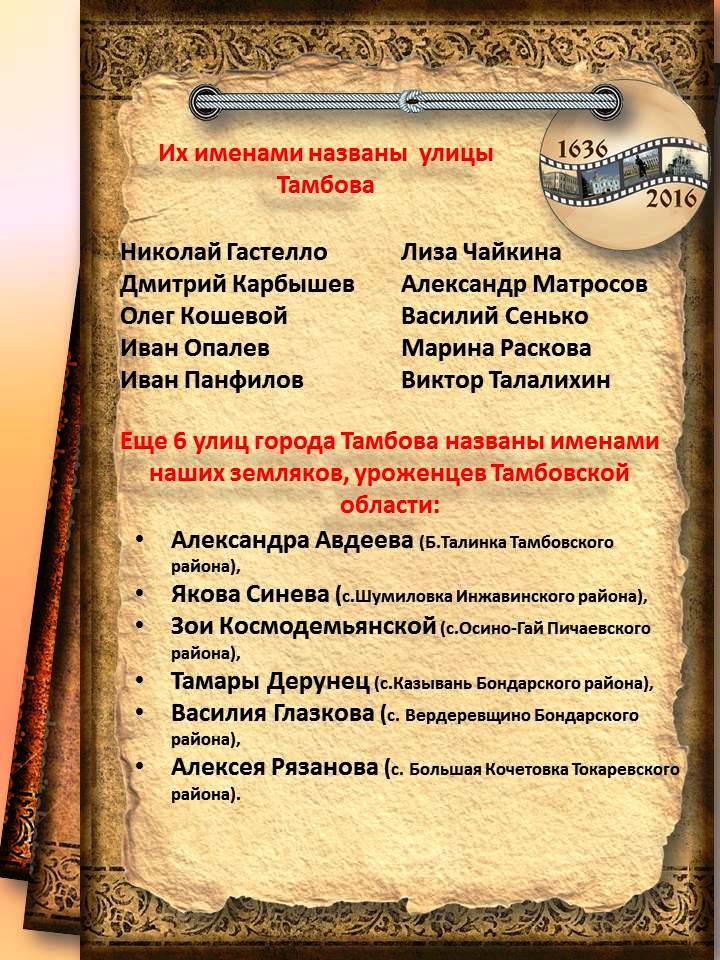 Их именами названы улицы
Тамбова
1636
2016
Николай Гастелло
Дмитрий Карбышев
Олег Кошевой
Иван Опалев
Иван Панфилов
Лиза Чайкина
Александр Матросов
Василий Сенько
Марина Раскова
Виктор Талалихин
Еще 6 улиц города Тамбова названы именами
наших земляков, уроженцев Тамбовской
области:
• Александра Авдеева (Б.Талинка Тамбовского
района),
• Якова Синева (с.Шумиловка Инжавинского района),
• Зои Космодемьянской (с.Осино-Гай Пичаевского
района),
• Тамары Дерунец (с.Казывань Бондарского района),
• Василия Глазкова (с. Вердеревщино Бондарского
района),
• Алексея Рязанова (с. Большая Кочетовка Токаревского
района).